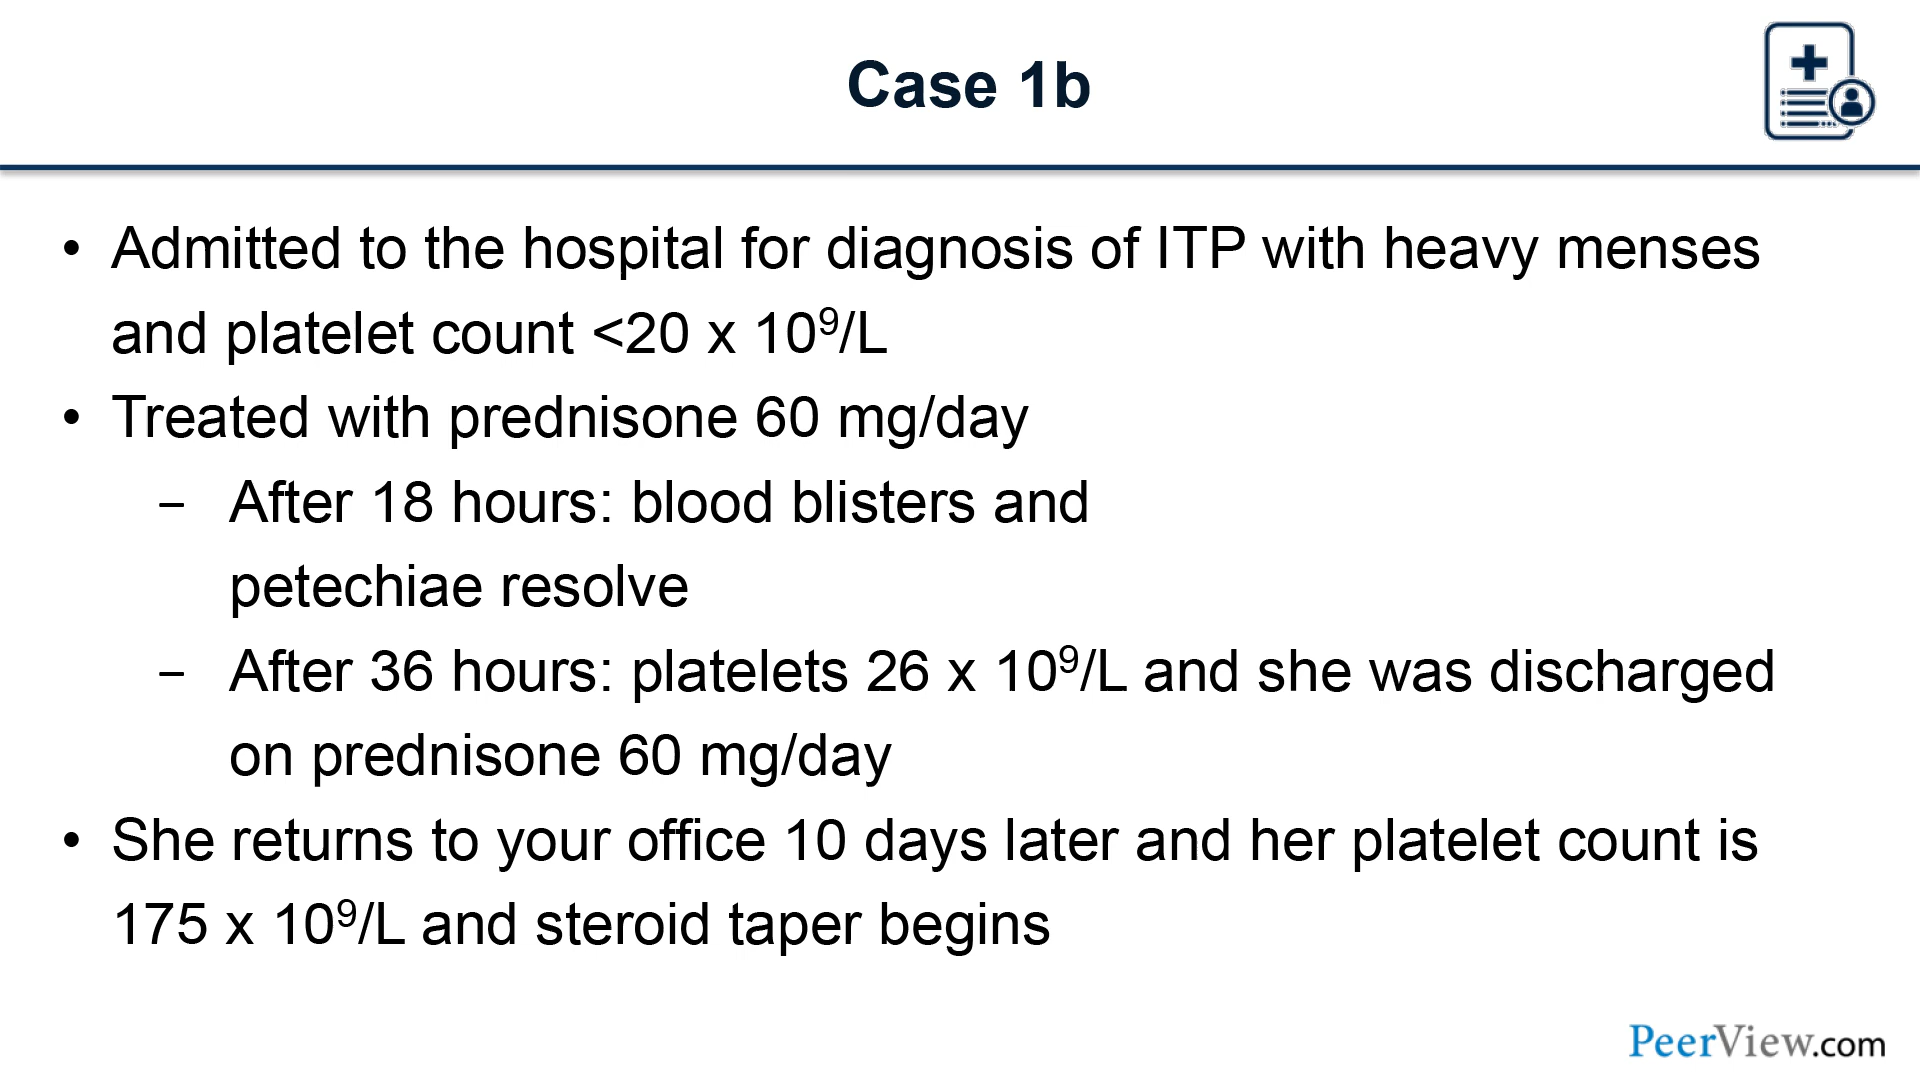 Case 1b
• Admitted to the hospital for diagnosis of ITP with heavy menses
and platelet count <20 x 10⁹/L
• Treated with prednisone 60 mg/day
– After 18 hours: blood blisters and
petechiae resolve
– After 36 hours: platelets 26 x 10⁹/L and she was discharged
on prednisone 60 mg/day
• She returns to your office 10 days later and her platelet count is
175 x 10⁹/L and steroid taper begins
PeerView.com